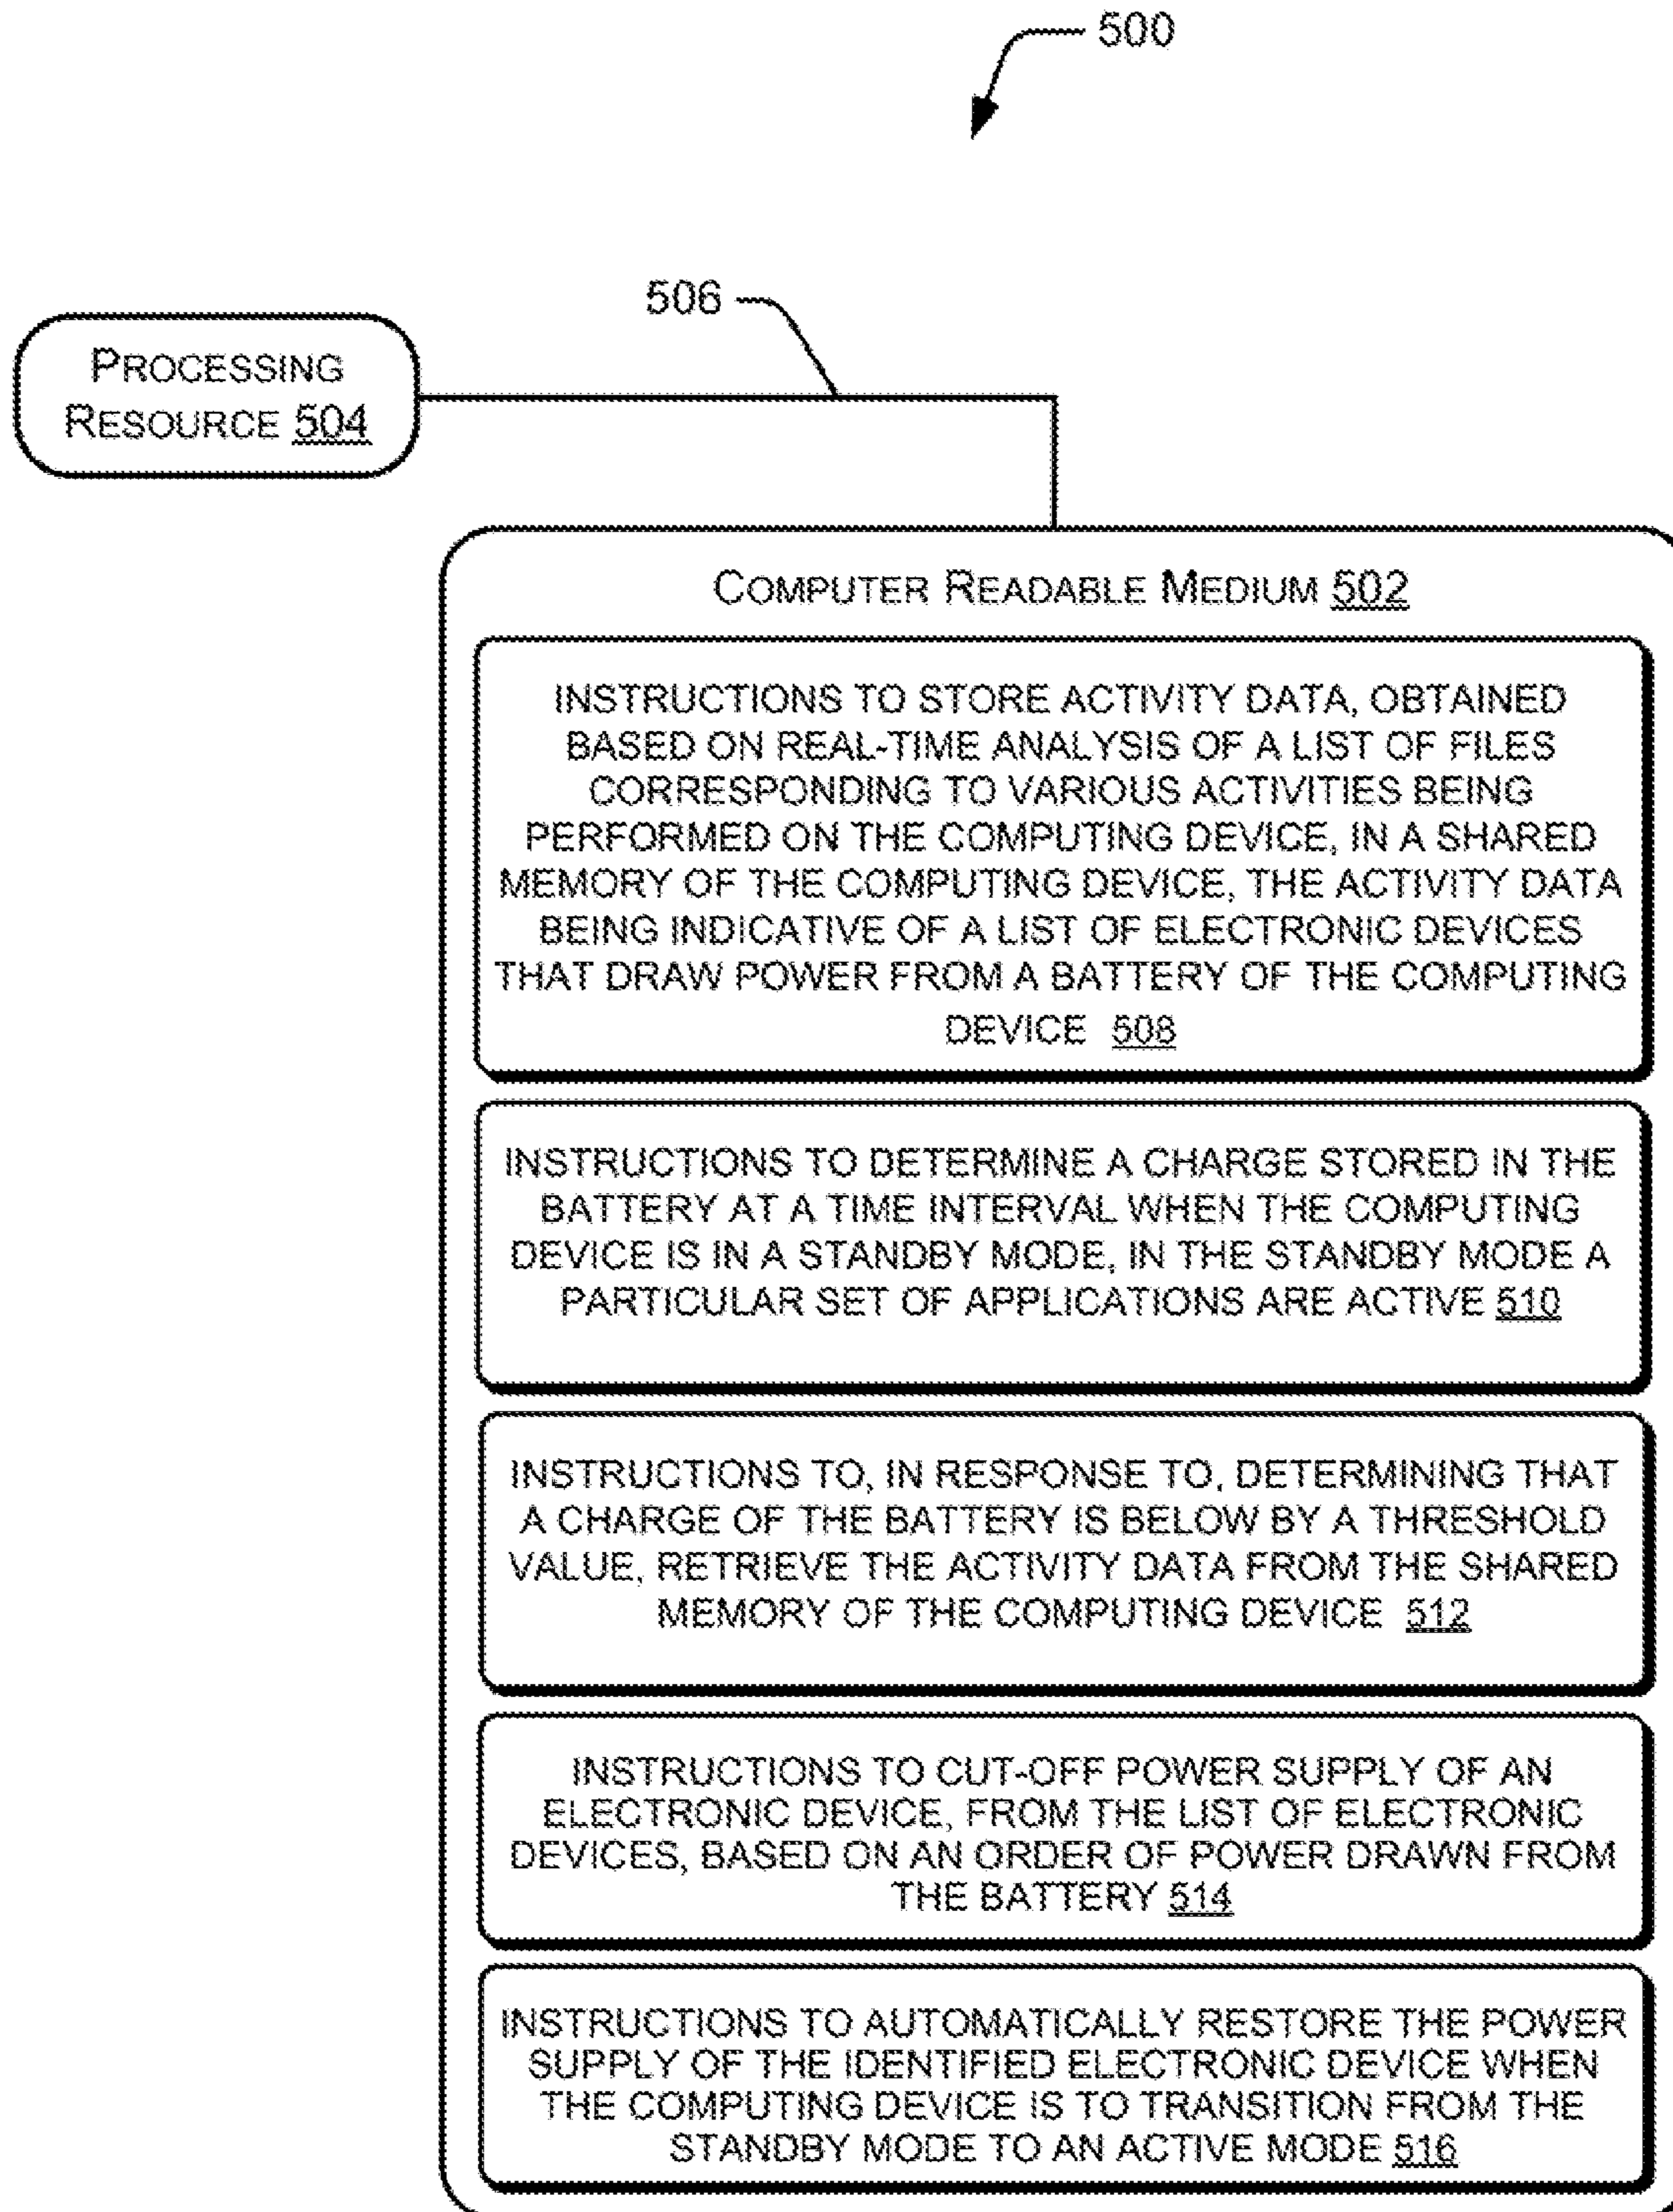 500
506
PROCESSING
RESOURCE 504
COMPUTER READABLE MEDIUM 502
INSTRUCTIONS TO STORE ACTIVITY DATA, OBTAINED
BASED ON REAL-TIME ANALYSIS OF A LIST OF FILES
CORRESPONDING TO VARIOUS ACTIVITIES BEING
PERFORMED ON THE COMPUTING DEVICE, IN A SHARED
MEMORY OF THE COMPUTING DEVICE, THE ACTIVITY DATA
BEING INDICATIVE OF A LIST OF ELECTRONIC DEVICES
THAT DRAW POWER FROM A BATTERY OF THE COMPUTING
DEVICE 508
INSTRUCTIONS TO DETERMINE A CHARGE STORED IN THE
BATTERY AT A TIME INTERVAL WHEN THE COMPUTING
DEVICE IS IN A STANDBY MODE, IN THE STANDBY MODE A
PARTICULAR SET OF APPLICATIONS ARE ACTIVE 510
INSTRUCTIONS TO, IN RESPONSE TO, DETERMINING THAT
A CHARGE OF THE BATTERY IS BELOW BY A THRESHOLD
VALUE, RETRIEVE THE ACTIVITY DATA FROM THE SHARED
MEMORY OF THE COMPUTING DEVICE 512
INSTRUCTIONS TO CUT-OFF POWER SUPPLY OF AN
ELECTRONIC DEVICE, FROM THE LIST OF ELECTRONIC
DEVICES, BASED ON AN ORDER OF POWER DRAWN FROM
THE BATTERY 514
INSTRUCTIONS TO AUTOMATICALLY RESTORE THE POWER
SUPPLY OF THE IDENTIFIED ELECTRONIC DEVICE WHEN
THE COMPUTING DEVICE IS TO TRANSITION FROM THE
STANDBY MODE TO AN ACTIVE MODE 516